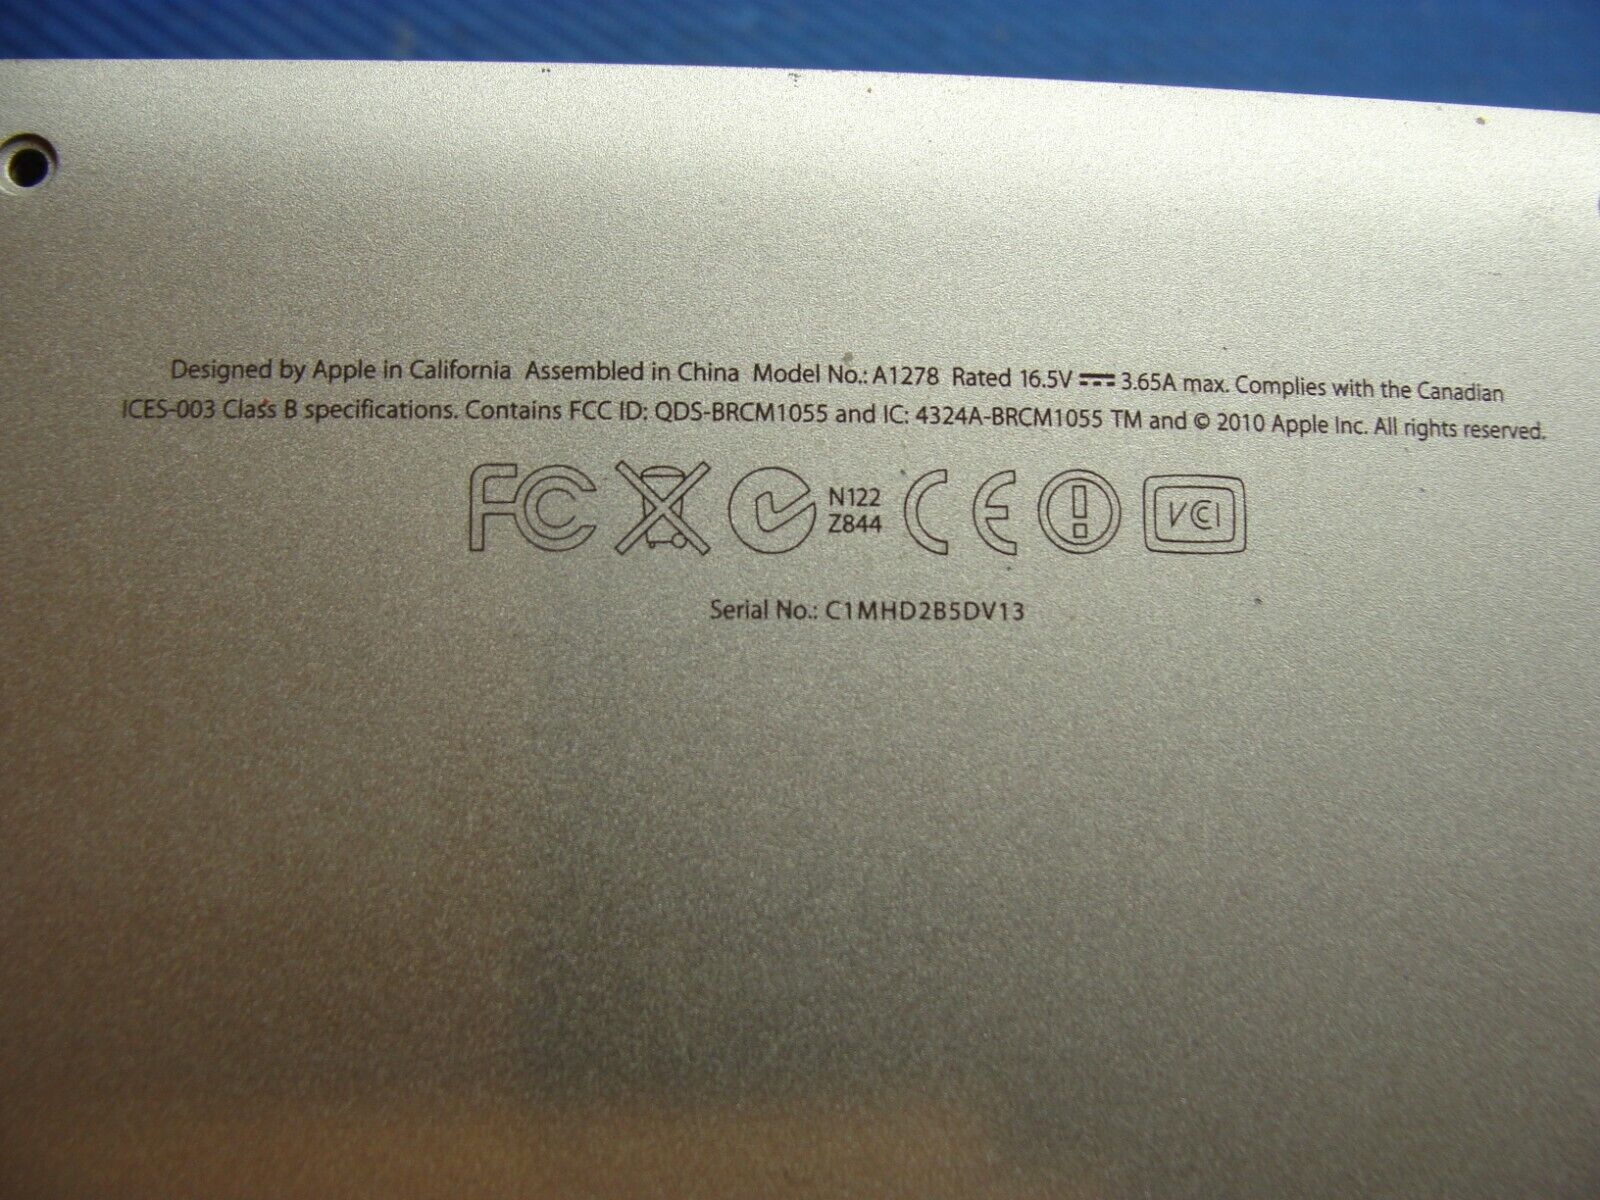 Designed by Apple in California Assembled in China Model No.: A1278 Rated 16.5V ⎓ 3.65A max. Complies with the Canadian
ICES-003 Class B specifications. Contains FCC ID: QDS-BRCM1055 and IC: 4324A-BRCM1055 TM and © 2010 Apple Inc. All rights reserved.
FC N122 CE VCI
Z844
Serial No.: C1MHD2B5DV13